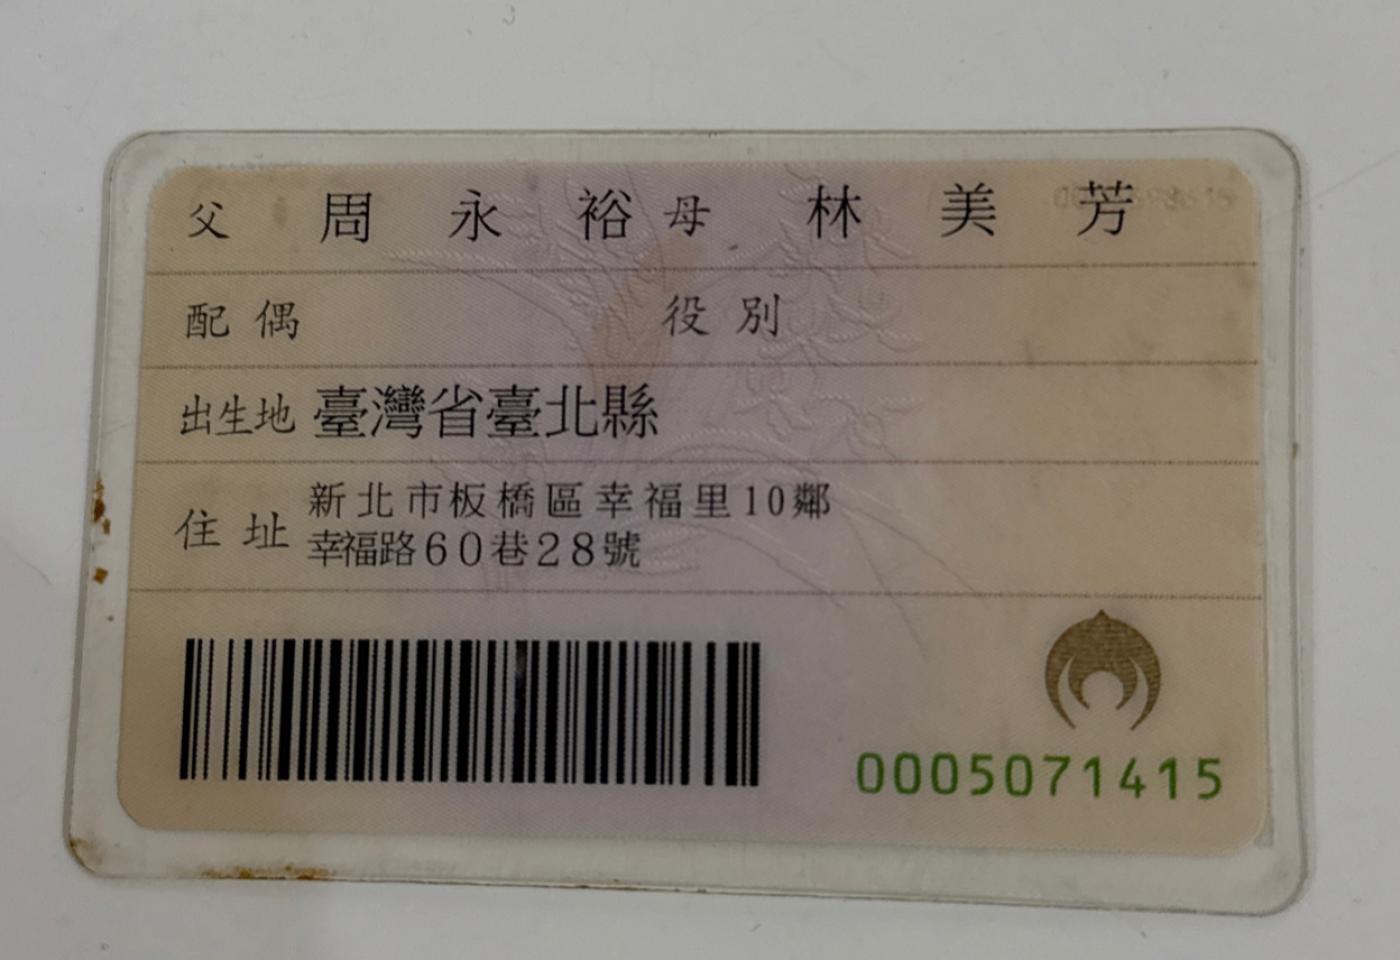 父 周永裕 母 林美芳
配偶 役別
出生地 臺灣省臺北縣
住址 新北市板橋區幸福里10鄰
幸福路60巷28號
0005071415